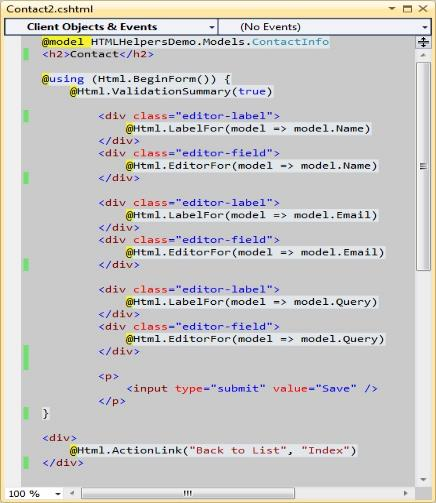 Contact2.cshtml
Client Objects & Events (No Events)
@model HTMLHelpersDemo.Models.ContactInfo
<h2>Contact</h2>
@using (Html.BeginForm()) {
@Html.ValidationSummary(true)
<div class="editor-label">
@Html.LabelFor(model => model.Name)
</div>
<div class="editor-field">
@Html.EditorFor(model => model.Name)
</div>
<div class="editor-label">
@Html.LabelFor(model => model.Email)
</div>
<div class="editor-field">
@Html.EditorFor(model => model.Email)
</div>
<div class="editor-label">
@Html.LabelFor(model => model.Query)
</div>
<div class="editor-field">
@Html.EditorFor(model => model.Query)
</div>
<p>
<input type="submit" value="Save" />
</p>
}
<div>
@Html.ActionLink("Back to List", "Index")
</div>
100 %